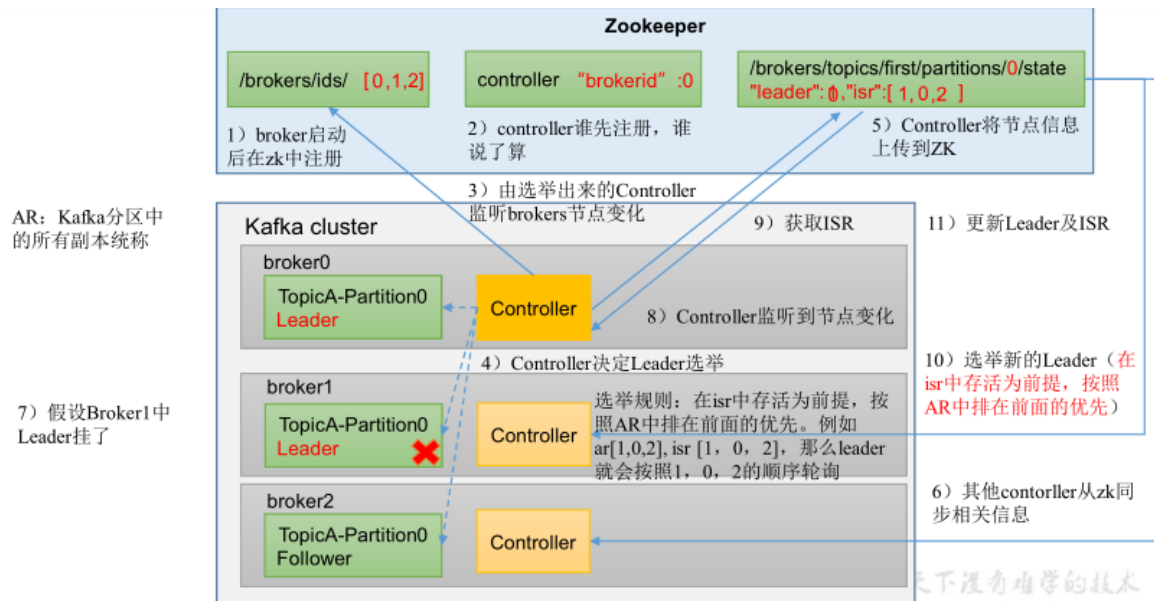 Zookeeper
/brokers/ids/ [0,1,2]
controller “brokerid” :0
/brokers/topics/first/partitions/0/state
"leader": ,"isr":[ 1, 0,2 ]
1）broker启动
后在zk中注册
2）controller谁先注册，谁
说了算
5）Controller将节点信息
上传到ZK
3）由选举出来的Controller
监听brokers节点变化
AR：Kafka分区中
的所有副本统称
9）获取ISR
11）更新Leader及ISR
Kafka cluster
broker0
TopicA-Partition0
Leader
Controller
8）Controller监听到节点变化
4）Controller决定Leader选举
10）选举新的Leader（在
isr中存活为前提，按照
AR中排在前面的优先）
7）假设Broker1中
Leader挂了
broker1
TopicA-Partition0
Leader
Controller
选举规则：在isr中存活为前提，按
照AR中排在前面的优先。例如
ar[1,0,2], isr [1，0，2]，那么leader
就会按照1，0，2的顺序轮询
6）其他contorller从zk同
步相关信息
broker2
TopicA-Partition0
Follower
Controller
天下没有难学的技术